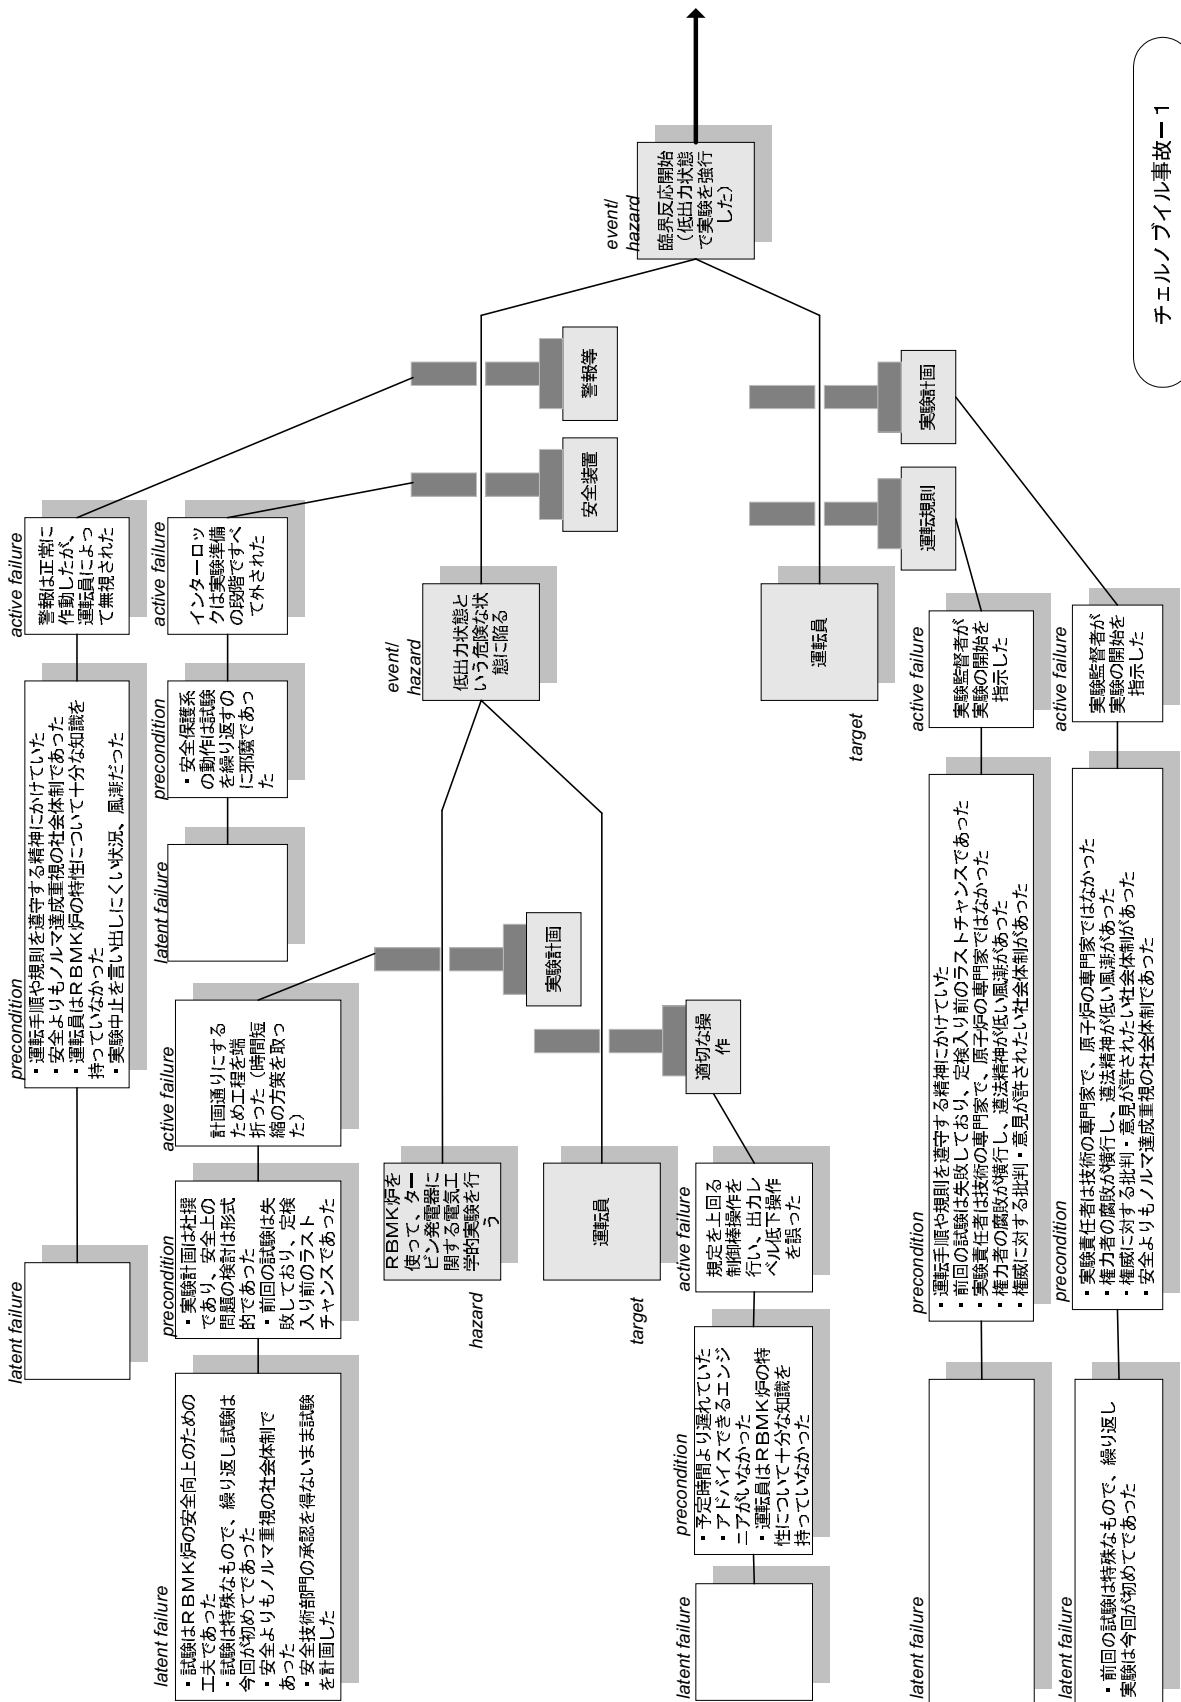 latent failure
precondition
・運転手順や規則を遵守する精神にかけていた
・安全よりもノルマ達成重視の社会体制であった
・運転員はＲＢＭＫ炉の特性について十分な知識を
持っていなかった
・実験中止を言い出しにくい状況、風潮だった
active failure
警報は正常に
作動したが、
運転員によっ
て無視された
latent failure
precondition
・安全保護系
の動作は試験
を繰り返すの
に邪魔であっ
た
active failure
インターロッ
クは実験準備
の段階ですべ
て外された
latent failure
・試験はＲＢＭＫ炉の安全向上のための
工夫であった
・試験は特殊なもので、繰り返し試験は
今回が初めてであった
・安全よりもノルマ重視の社会体制で
あった
・安全技術部門の承認を得ないまま試験
を計画した
precondition
・実験計画は杜撰
であり、安全上の
問題の検討は形式
的であった
・前回の試験は失
敗しており、定検
入り前のラスト
チャンスであった
active failure
計画通りにする
ため工程を端
折った（時間短
縮の方策を取っ
た）
hazard
ＲＢＭＫ炉を
使って、ター
ビン発電器に
関する電気工
学的実験を行
う
実験計画
event/
hazard
低出力状態と
いう危険な状
態に陥る
安全装置
警報等
event/
hazard
臨界反応開始
（低出力状態
で実験を強行
した）
target
運転員
適切な操
作
target
運転員
運転規則
実験計画
latent failure
precondition
・予定時間より遅れていた
・アドバイスできるエンジ
ニアがいなかった
・運転員はＲＢＭＫ炉の特
性について十分な知識を
持っていなかった
active failure
規定を上回る
制御棒操作を
行い、出力レ
ベル低下操作
を誤った
latent failure
precondition
・運転手順や規則を遵守する精神にかけていた
・前回の試験は失敗しており、定検入り前のラストチャンスであった
・実験責任者は技術の専門家で、原子炉の専門家ではなかった
・権力者の腐敗が横行し、遵法精神が低い風潮があった
・権威に対する批判・意見が許されたい社会体制があった
active failure
実験監督者が
実験の開始を
指示した
latent failure
・前回の試験は特殊なもので、繰り返し
実験は今回が初めてであった
precondition
・実験責任者は技術の専門家で、原子炉の専門家ではなかった
・権力者の腐敗が横行し、遵法精神が低い風潮があった
・権威に対する批判・意見が許されたい社会体制があった
・安全よりもノルマ達成重視の社会体制であった
active failure
実験監督者が
実験の開始を
指示した
チェルノブイル事故ー１